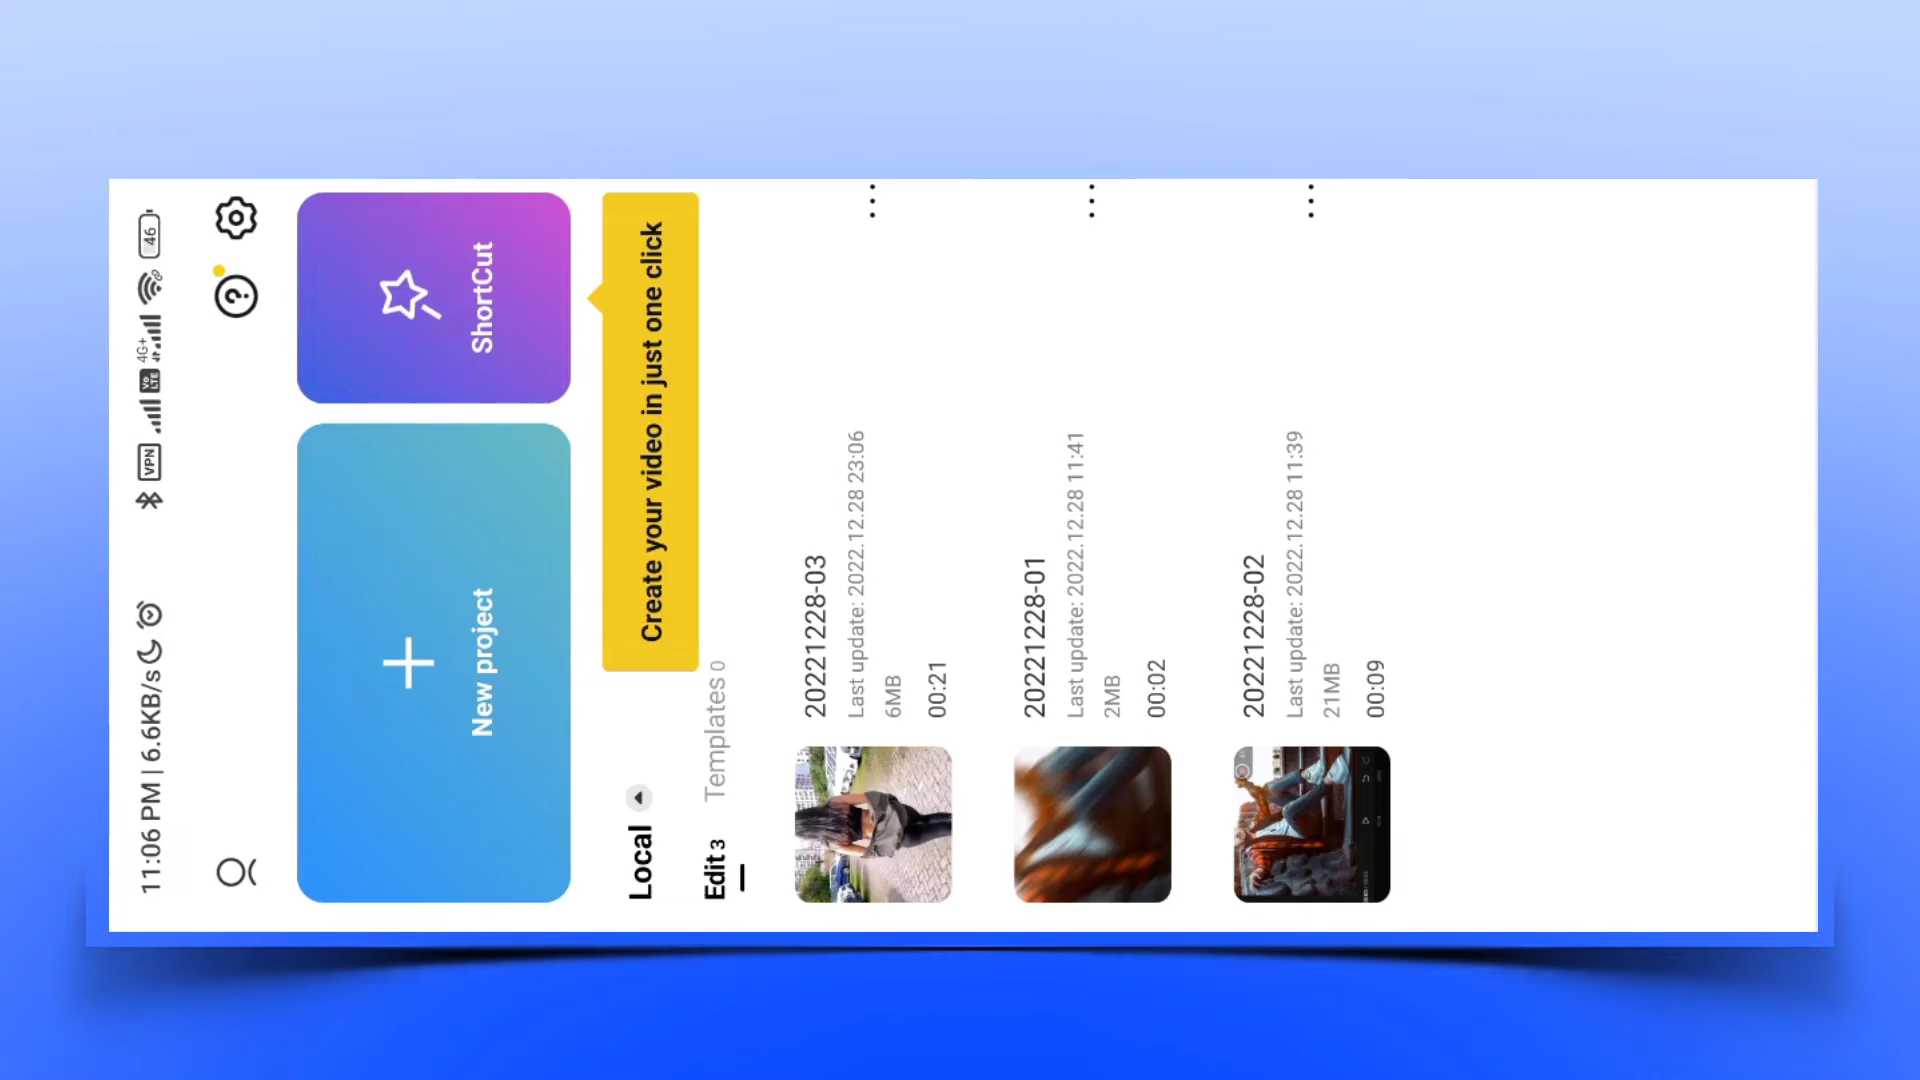 11:06 PM | 6.6KB/s
VPN
Vo LTE
4G+
46
New project
ShortCut
Create your video in just one click
Local
Edit 3
Templates 0
20221228-03
Last update: 2022.12.28 23:06
6MB
00:21
20221228-01
Last update: 2022.12.28 11:41
2MB
00:02
20221228-02
Last update: 2022.12.28 11:39
21MB
00:09